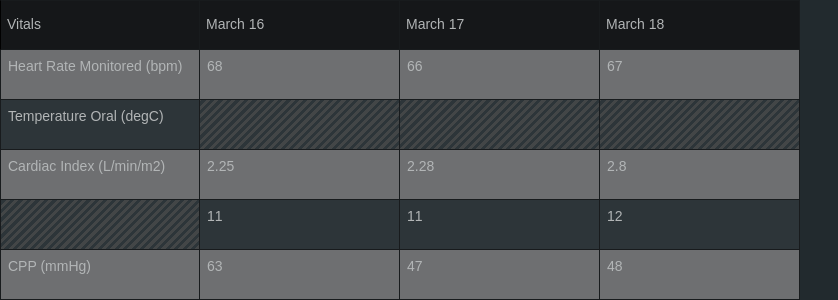 Vitals March 16 March 17 March 18
Heart Rate Monitored (bpm) 68 66 67
Temperature Oral (degC)
Cardiac Index (L/min/m2) 2.25 2.28 2.8
11 11 12
CPP (mmHg) 63 47 48